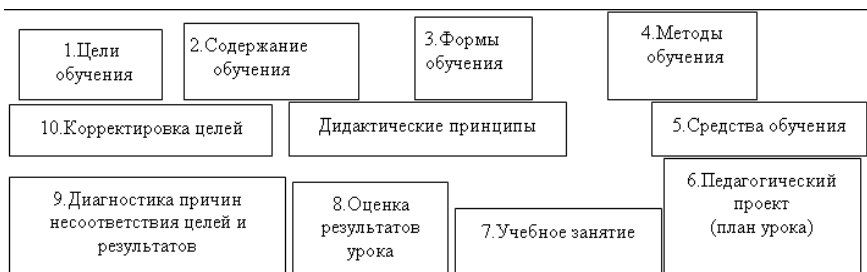 1.Цели
обучения
2.Содержание
обучения
3.Формы
обучения
4.Методы
обучения
10.Корректировка целей
Дидактические принципы
5.Средства обучения
9.Диагностика причин
несоответствия целей и
результатов
8.Оценка
результатов
урока
7.Учебное занятие
6.Педагогический
проект
(план урока)